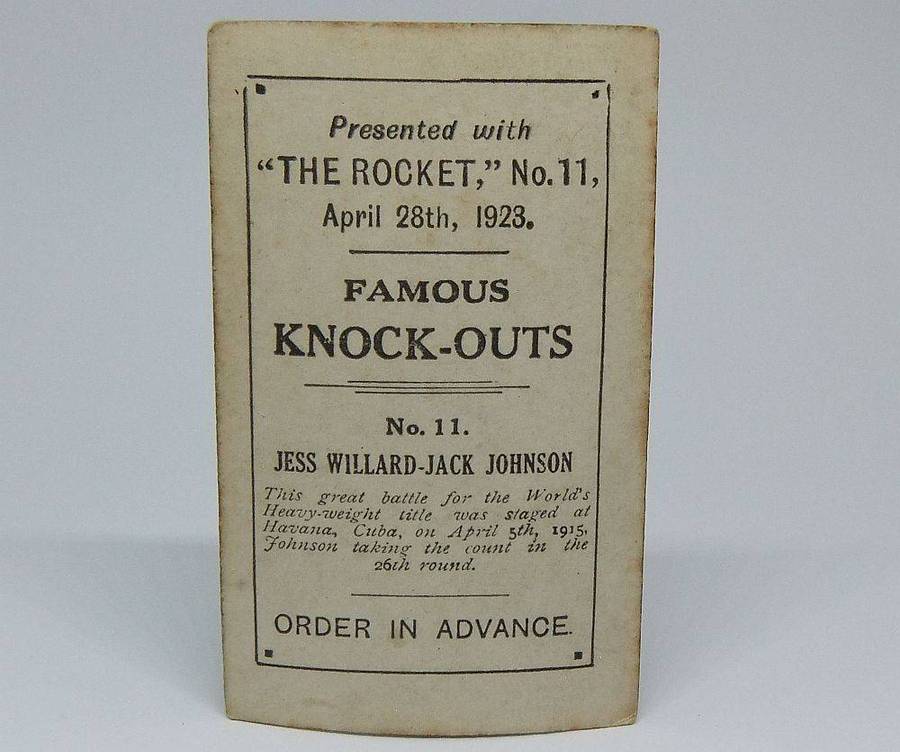 Presented with
“THE ROCKET,” No.11,
April 28th, 1923.
FAMOUS
KNOCK-OUTS
No. 11.
JESS WILLARD-JACK JOHNSON
This great battle for the World's
Heavy-weight title was staged at
Havana, Cuba, on April 5th, 1915,
Johnson taking the count in the
26th round.
ORDER IN ADVANCE.